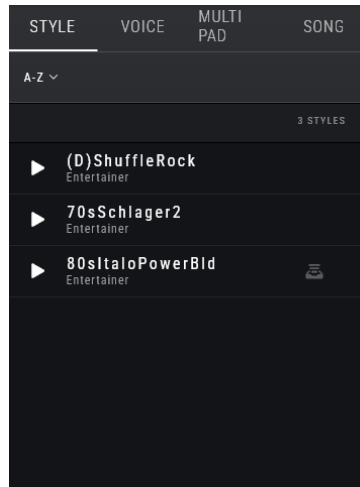 STYLE VOICE MULTI PAD SONG
A-Z
3 STYLES
(D)ShuffleRock
Entertainer
70sSchlager2
Entertainer
80sItaloPowerBld
Entertainer